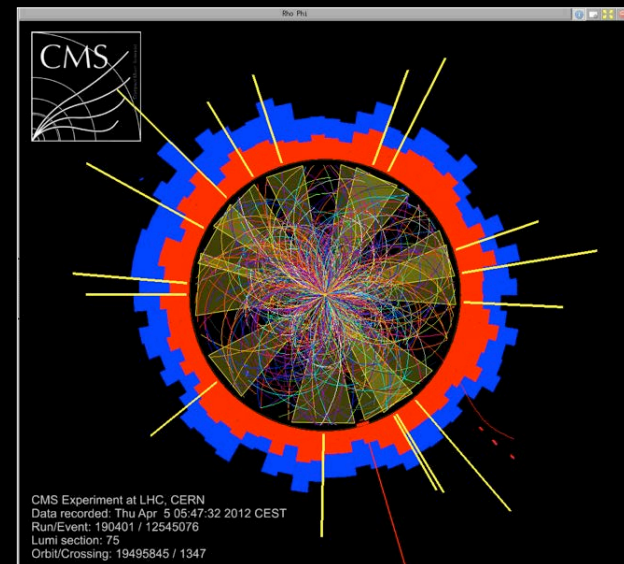 Rho Phi
CMS
CMS Experiment at LHC, CERN
Data recorded: Thu Apr  5 05:47:32 2012 CEST
Run/Event: 190401 / 12545076
Lumi section: 75
Orbit/Crossing: 19495845 / 1347